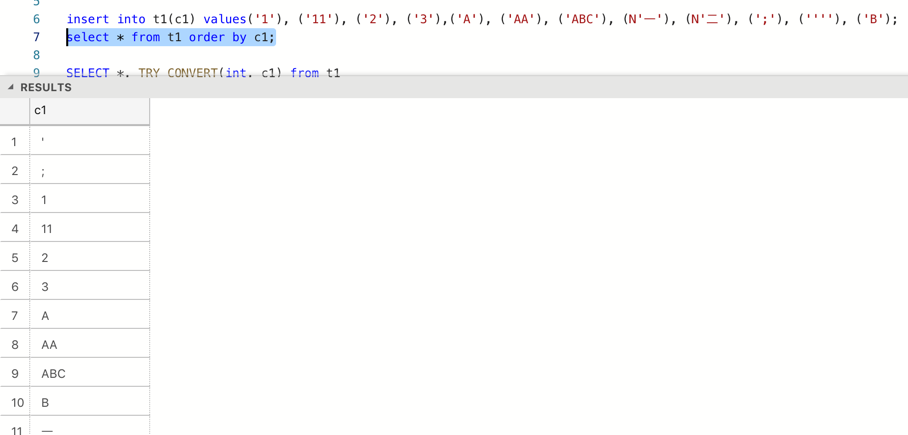 5
6 insert into t1(c1) values('1'), ('11'), ('2'), ('3'),('A'), ('AA'), ('ABC'), (N'一'), (N'二'), (';'), (''''), ('B');
7 select * from t1 order by c1;
8
9 SELECT *, TRY_CONVERT(int, c1) from t1
RESULTS
c1
1 '
2 ;
3 1
4 11
5 2
6 3
7 A
8 AA
9 ABC
10 B
11 一